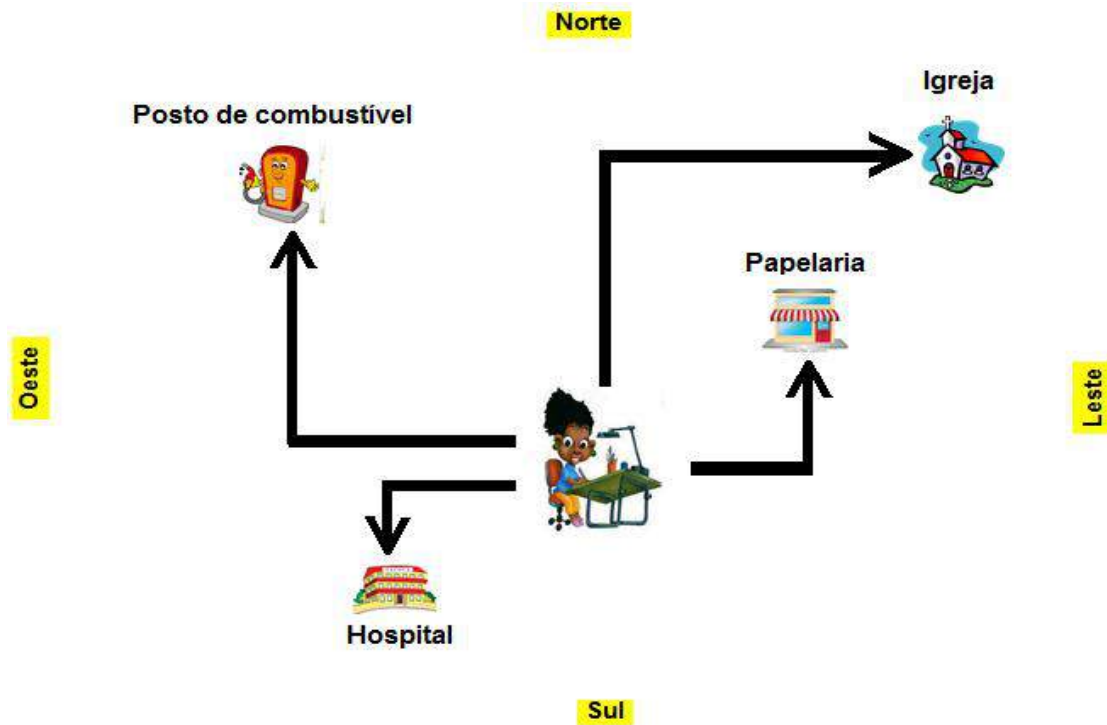 Norte
Igreja
Posto de combustível
Papelaria
Oeste
Leste
Hospital
Sul